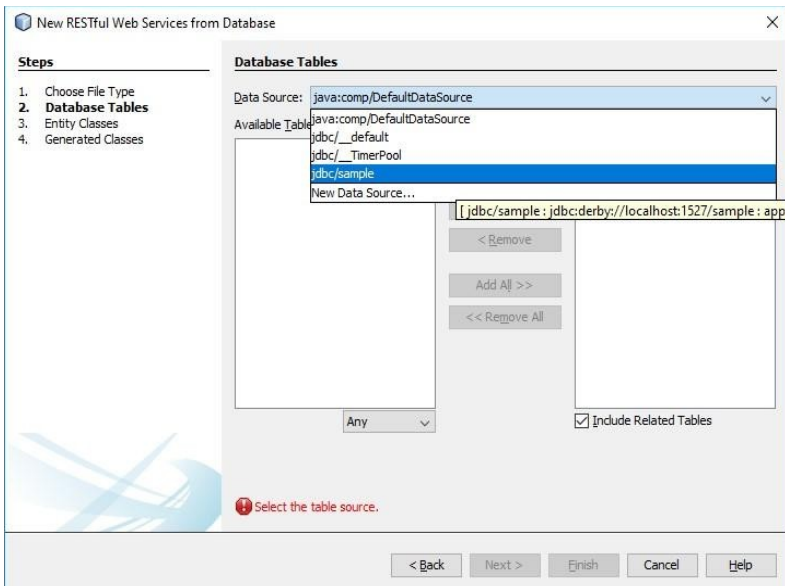 New RESTful Web Services from Database
Steps
1. Choose File Type
2. Database Tables
3. Entity Classes
4. Generated Classes
Database Tables
Data Source: java:comp/DefaultDataSource
Available Table
java:comp/DefaultDataSource
jdbc/__default
jdbc/__TimerPool
jdbc/sample
New Data Source...
[ jdbc/sample : jdbc:derby://localhost:1527/sample : app
< Remove
Add All >>
<< Remove All
Any
Include Related Tables
Select the table source.
< Back Next > Finish Cancel Help